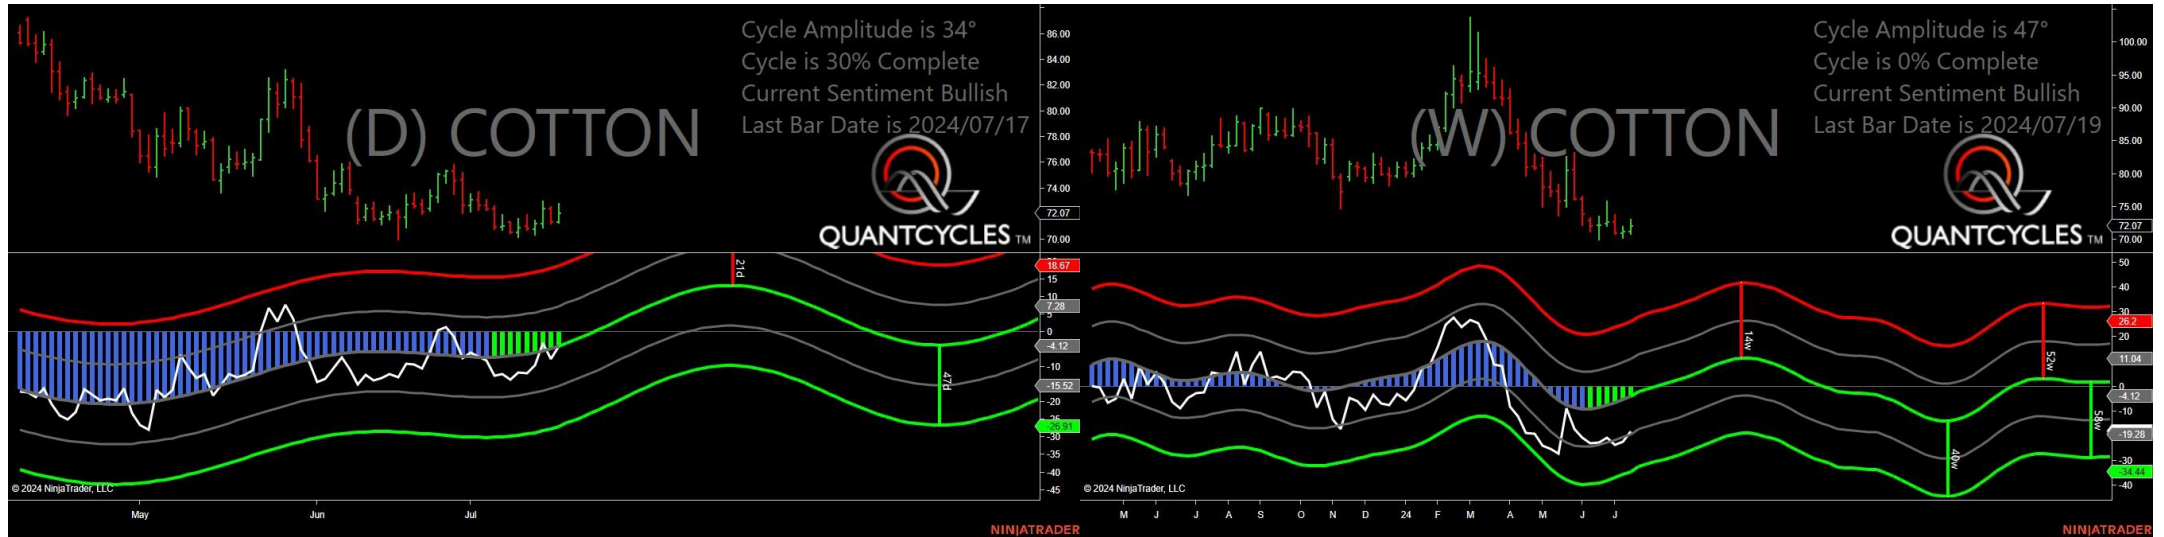 Cycle Amplitude is 34°
Cycle is 30% Complete
Current Sentiment Bullish
Last Bar Date is 2024/07/17
(D) COTTON
QUANTCYCLES TM
86.00
84.00
82.00
80.00
78.00
76.00
74.00
72.07
70.00
21d
47d
18.67
15
10
7.28
5
0
-4.12
-10
-15.52
-20
-25
-26.91
-30
-35
-40
-45
© 2024 NinjaTrader, LLC
May Jun Jul
NINJATRADER
Cycle Amplitude is 47°
Cycle is 0% Complete
Current Sentiment Bullish
Last Bar Date is 2024/07/19
(W) COTTON
QUANTCYCLES TM
100.00
95.00
90.00
85.00
80.00
75.00
72.07
70.00
14w
52w
40w
58w
50
40
30
26.2
11.04
0
-4.12
-10
-19.28
-30
-34.44
-40
© 2024 NinjaTrader, LLC
M J J A S O N D 24 F M A M J J
NINJATRADER